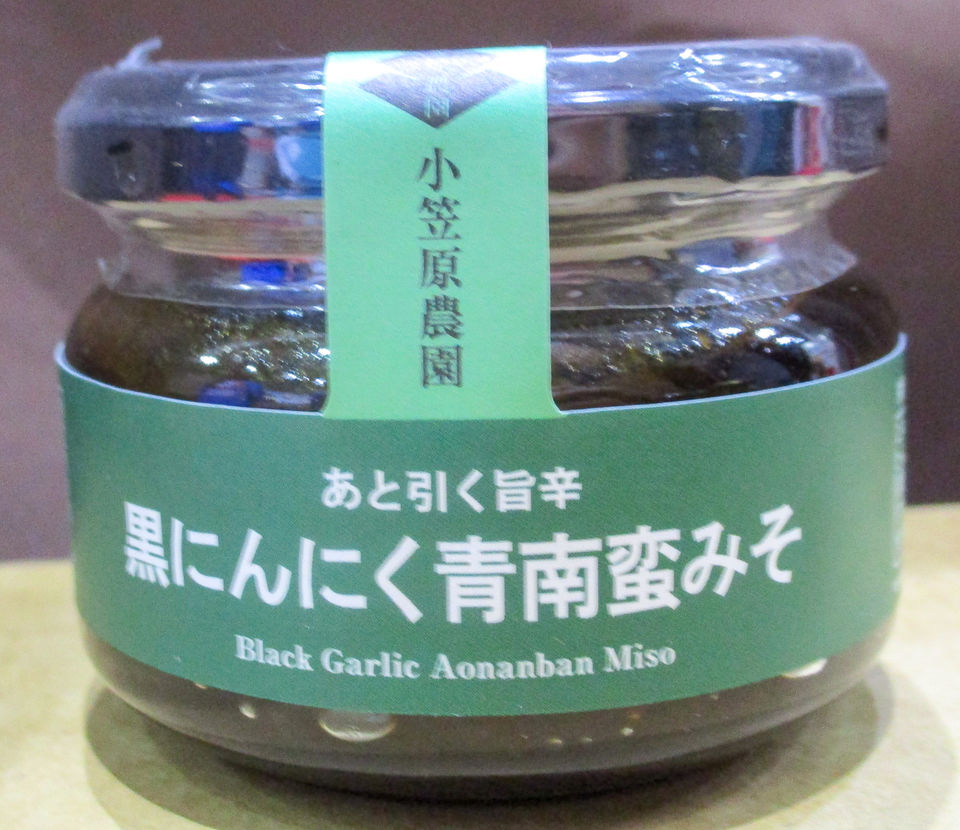 小笠原農園
あと引く旨辛
黒にんにく青南蛮みそ
Black Garlic Aonanban Miso